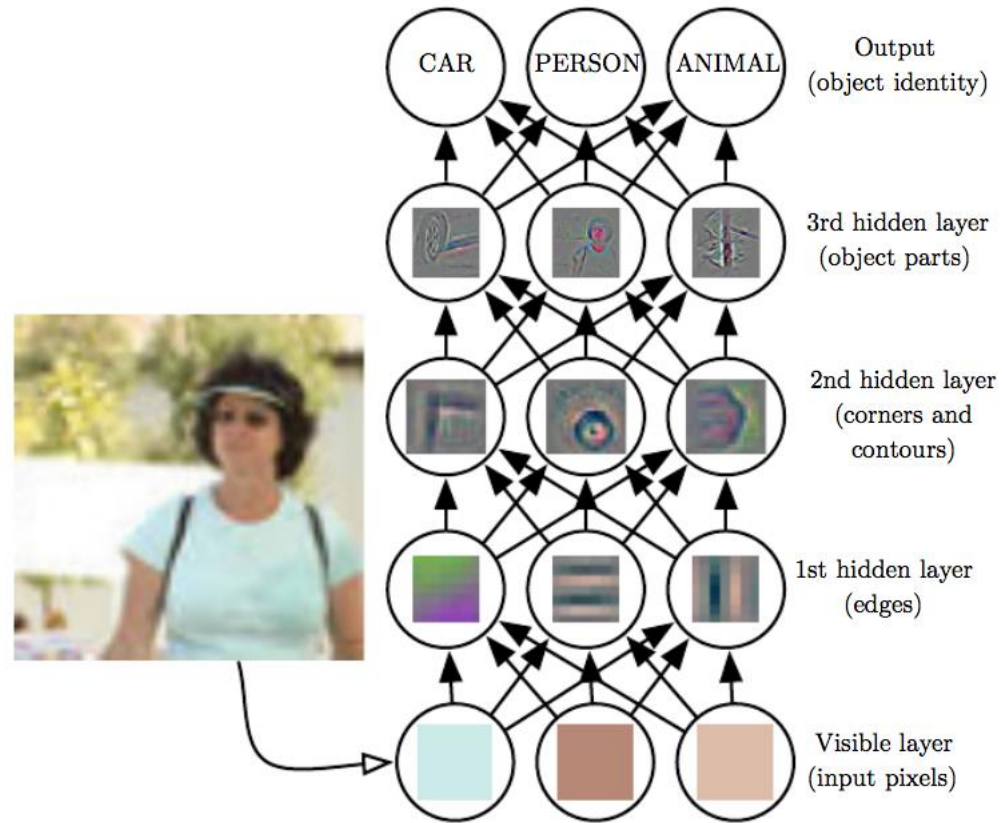 CAR PERSON ANIMAL
Output
(object identity)
3rd hidden layer
(object parts)
2nd hidden layer
(corners and
contours)
1st hidden layer
(edges)
Visible layer
(input pixels)